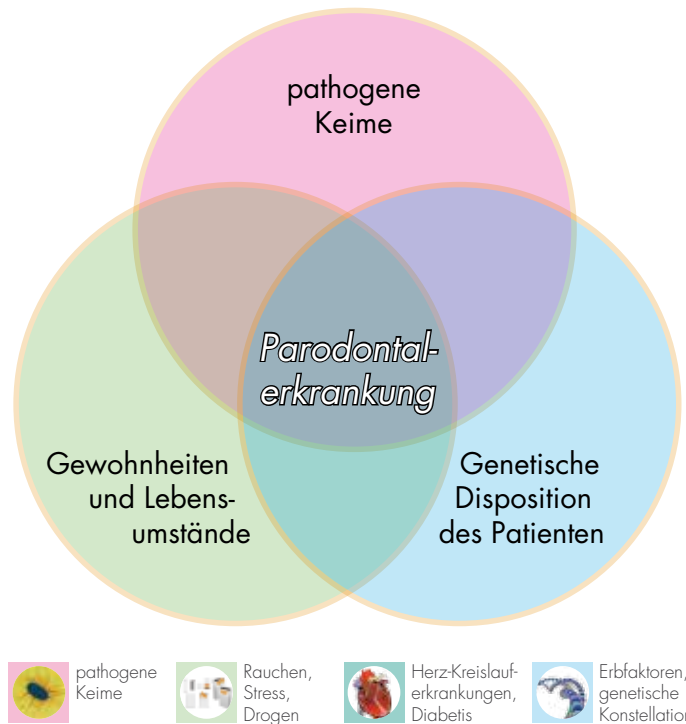 pathogene
Keime
Parodontal-
erkrankung
Gewohnheiten
und Lebens-
umstände
Genetische
Disposition
des Patienten
pathogene
Keime
Rauchen,
Stress,
Drogen
Herz-Kreislauf-
erkrankungen,
Diabetis
Erbfaktoren,
genetische
Konstellation